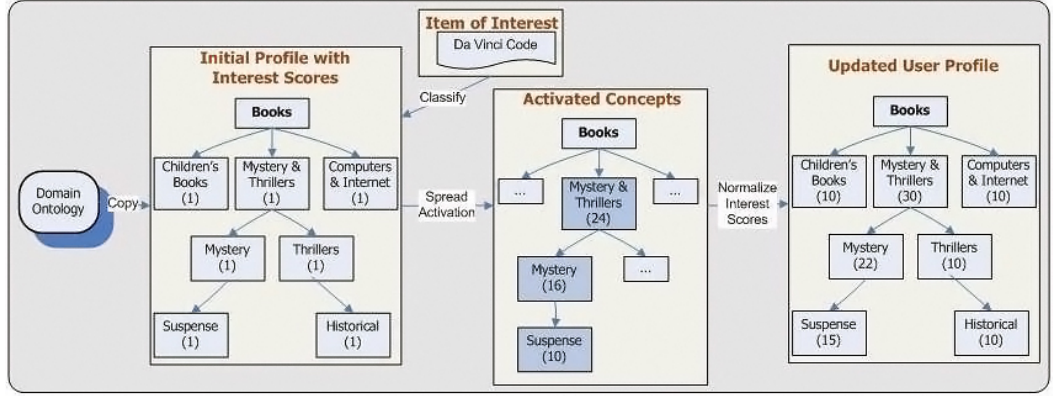 Domain
Ontology
Copy
Initial Profile with
Interest Scores
Books
Children's
Books
(1)
Mystery &
Thrillers
(1)
Computers
& Internet
(1)
Mystery
(1)
Thrillers
(1)
Suspense
(1)
Historical
(1)
Item of Interest
Da Vinci Code
Classify
Spread
Activation
Activated Concepts
Books
...
Mystery &
Thrillers
(24)
...
Mystery
(16)
...
Suspense
(10)
Normalize
Interest
Scores
Updated User Profile
Books
Children's
Books
(10)
Mystery &
Thrillers
(30)
Computers
& Internet
(10)
Mystery
(22)
Thrillers
(10)
Suspense
(15)
Historical
(10)